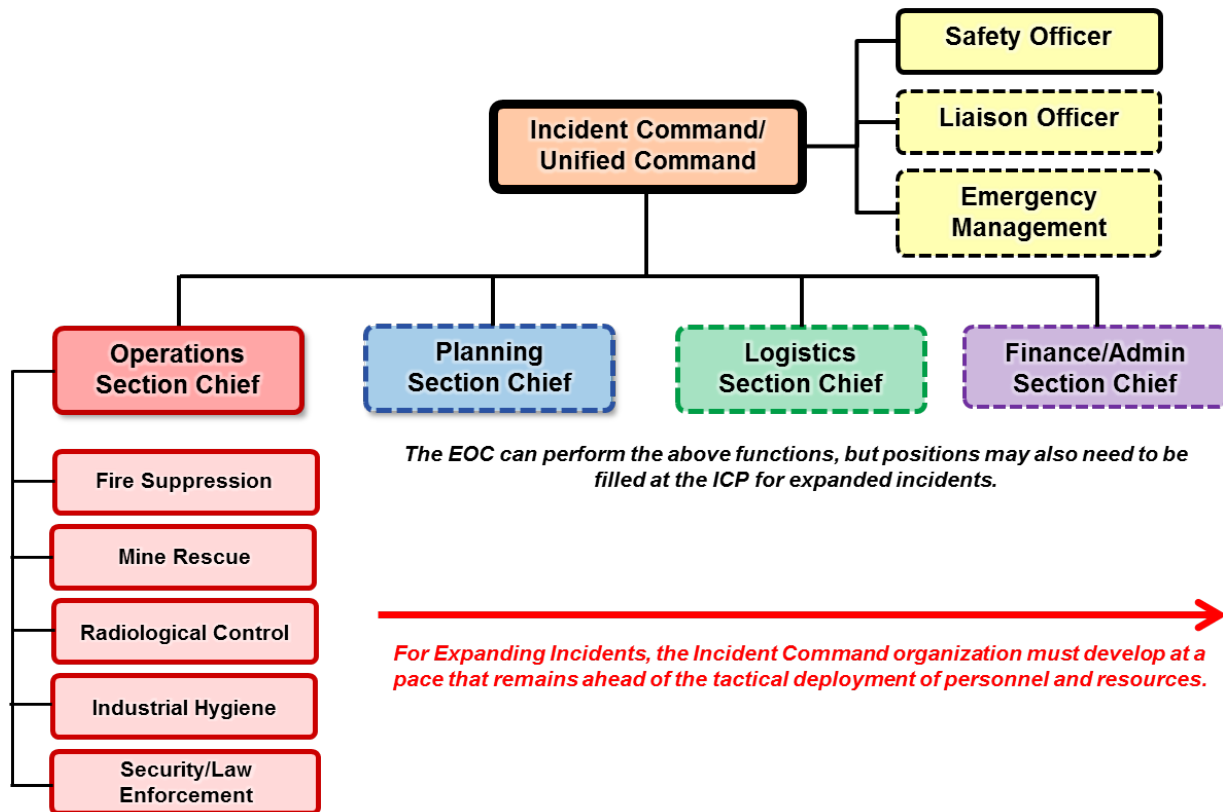 Safety Officer
Incident Command/
Unified Command
Liaison Officer
Emergency
Management
Operations
Section Chief
Planning
Section Chief
Logistics
Section Chief
Finance/Admin
Section Chief
The EOC can perform the above functions, but positions may also need to be
filled at the ICP for expanded incidents.
Fire Suppression
Mine Rescue
Radiological Control
Industrial Hygiene
Security/Law
Enforcement
For Expanding Incidents, the Incident Command organization must develop at a
pace that remains ahead of the tactical deployment of personnel and resources.